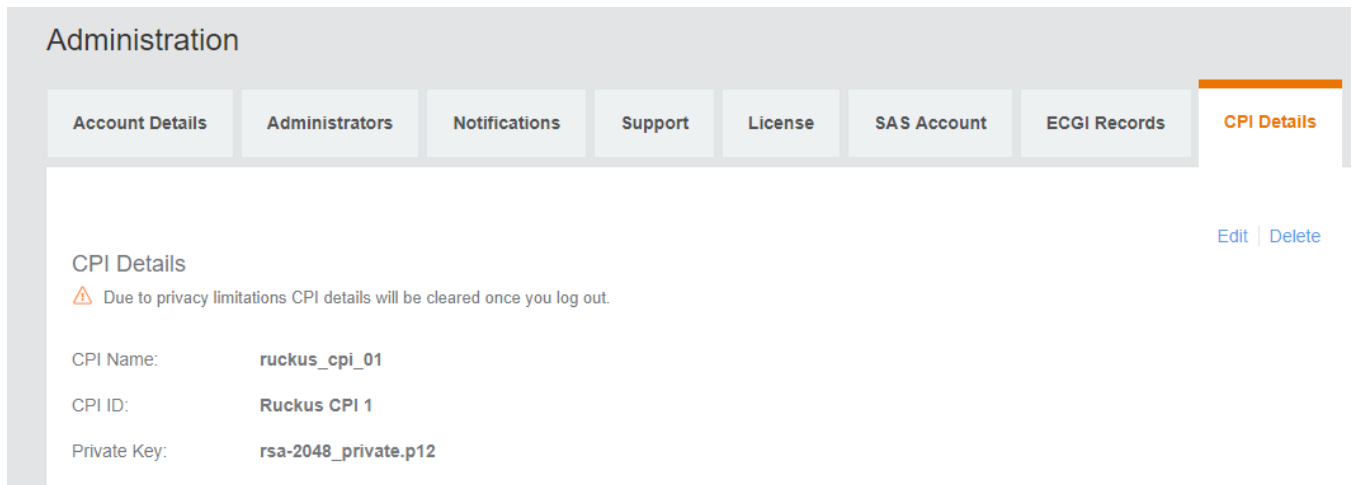 Administration
Account Details Administrators Notifications Support License SAS Account ECGI Records CPI Details
Edit Delete
CPI Details
Due to privacy limitations CPI details will be cleared once you log out.
CPI Name: ruckus_cpi_01
CPI ID: Ruckus CPI 1
Private Key: rsa-2048_private.p12